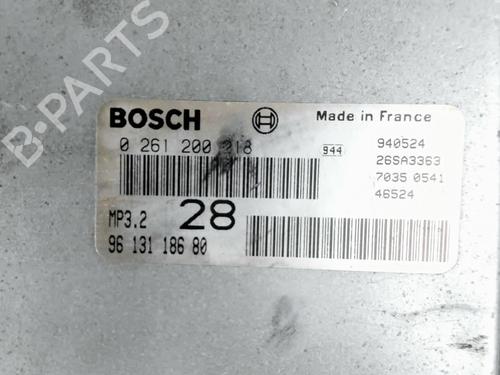 B-PARTS
BOSCH
Made in France
0 261 200 218
944
940524
26SA3363
7035 0541
46524
MP3.2
28
96 131 186 80